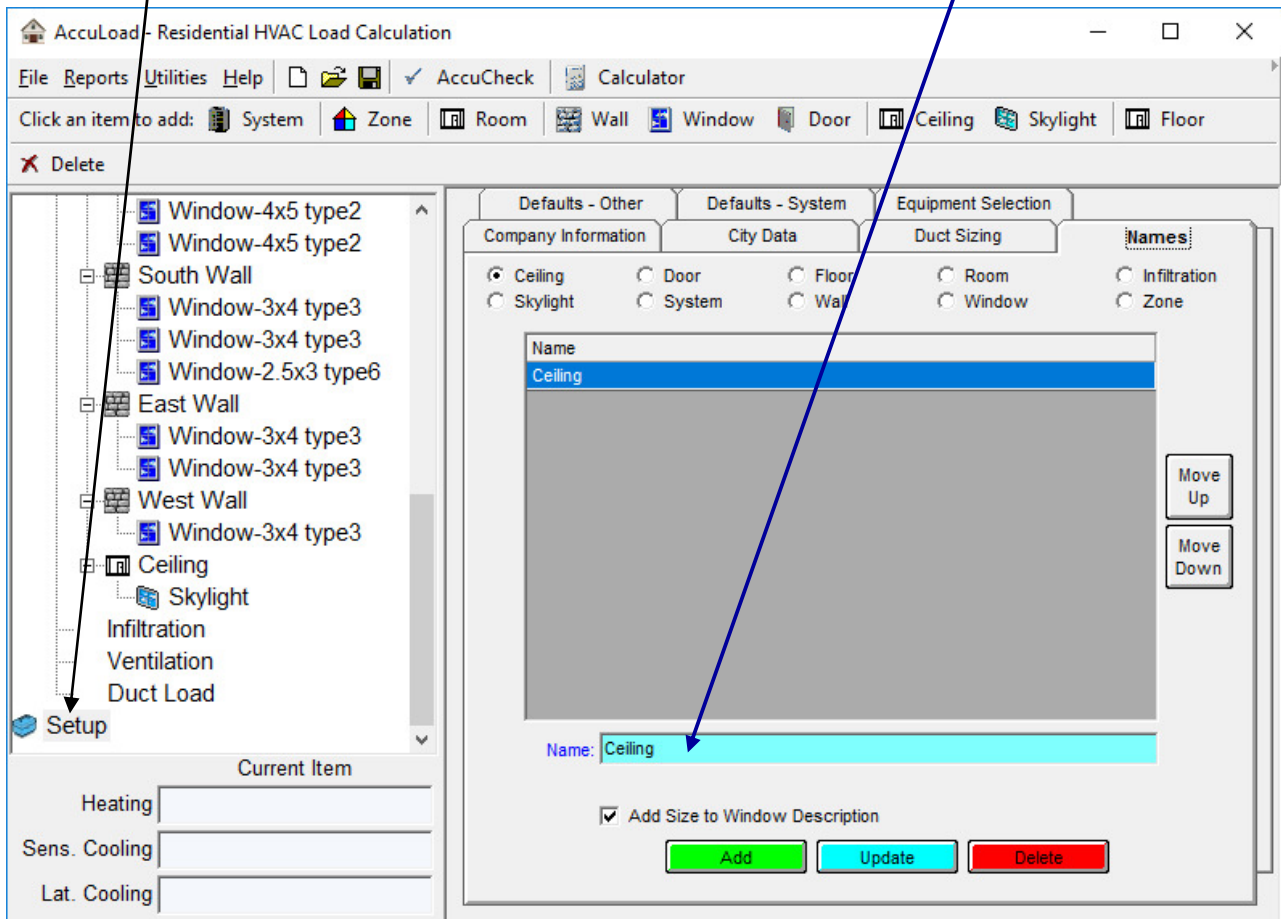 AccuLoad - Residential HVAC Load Calculation
File Reports Utilities Help AccuCheck Calculator
Click an item to add: System Zone Room Wall Window Door Ceiling Skylight Floor
Delete
Window-4x5 type2
Window-4x5 type2
South Wall
Window-3x4 type3
Window-3x4 type3
Window-2.5x3 type6
East Wall
Window-3x4 type3
Window-3x4 type3
West Wall
Window-3x4 type3
Ceiling
Skylight
Infiltration
Ventilation
Duct Load
Setup
Current Item
Heating
Sens. Cooling
Lat. Cooling
Defaults - Other Defaults - System Equipment Selection
Company Information City Data Duct Sizing Names
Ceiling Door Floor Room Infiltration
Skylight System Wall Window Zone
Name
Ceiling
Move
Up
Move
Down
Name: Ceiling
Add Size to Window Description
Add Update Delete